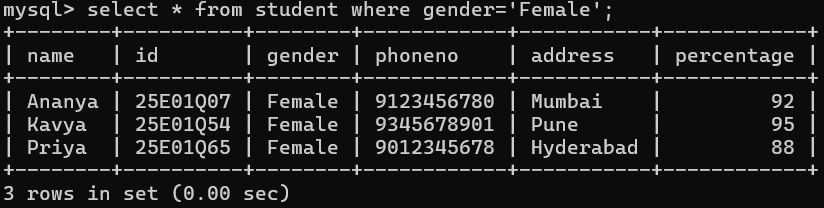 mysql> select * from student where gender='Female';
+--------+----------+--------+------------+-----------+------------+
| name   | id       | gender | phoneno    | address   | percentage |
+--------+----------+--------+------------+-----------+------------+
| Ananya | 25E01Q07 | Female | 9123456780 | Mumbai    |         92 |
| Kavya  | 25E01Q54 | Female | 9345678901 | Pune      |         95 |
| Priya  | 25E01Q65 | Female | 9012345678 | Hyderabad |         88 |
+--------+----------+--------+------------+-----------+------------+
3 rows in set (0.00 sec)